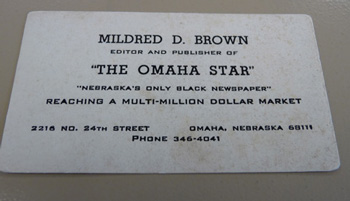 MILDRED D. BROWN
EDITOR AND PUBLISHER OF
"THE OMAHA STAR"
"NEBRASKA'S ONLY BLACK NEWSPAPER"
REACHING A MULTI-MILLION DOLLAR MARKET
2216 NO. 24TH STREET OMAHA, NEBRASKA 68111
PHONE 346-4041